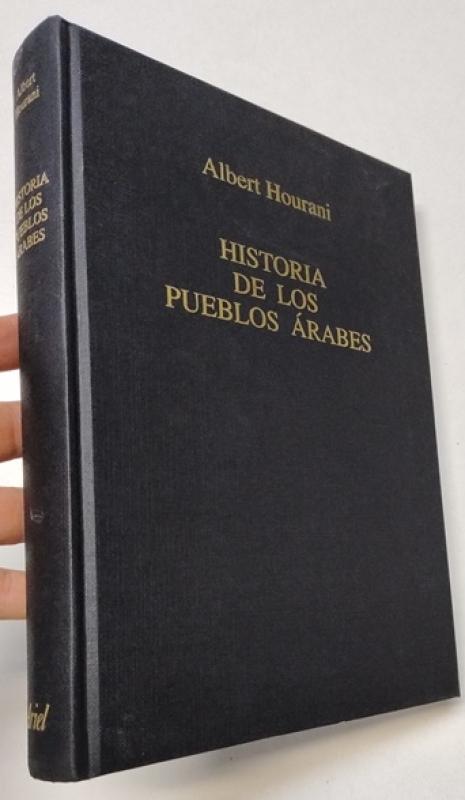 Albert Hourani
HISTORIA
DE LOS
PUEBLOS ÁRABES
Albert
Hourani
HISTORIA
DE LOS
PUEBLOS
ÁRABES
Ariel